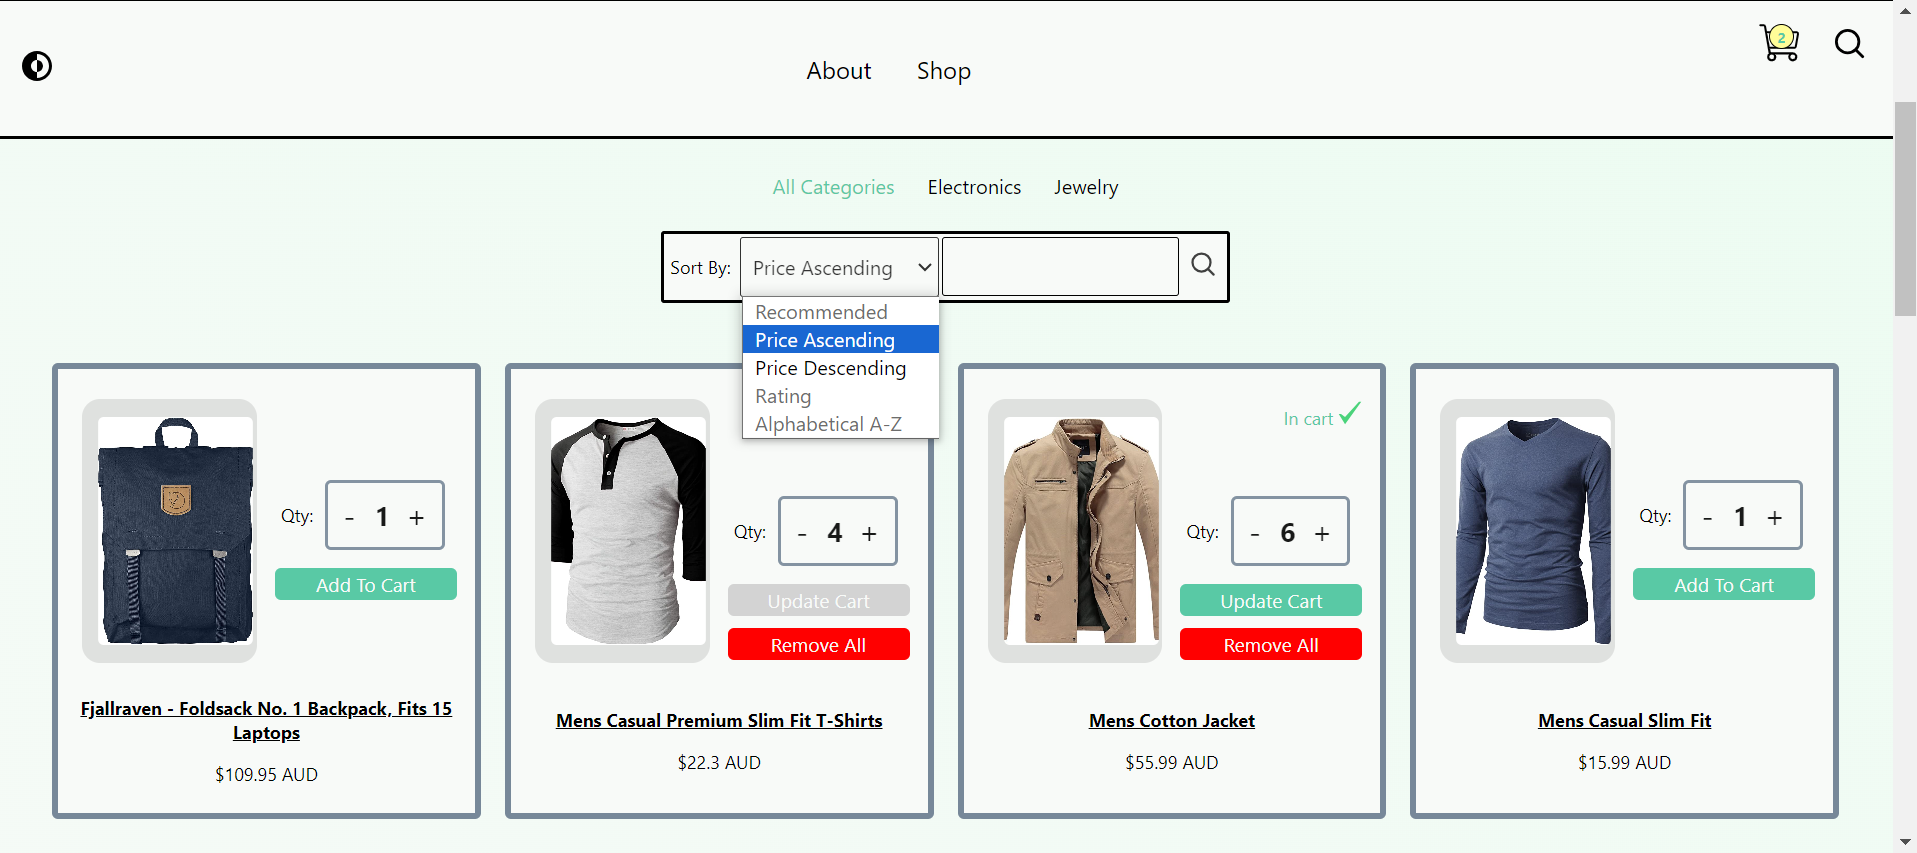 2
About Shop
All Categories Electronics Jewelry
Sort By: Price Ascending
Recommended
Price Ascending
Price Descending
Rating
Alphabetical A-Z
Qty: - 1 +
Add To Cart
Fjallraven - Foldsack No. 1 Backpack, Fits 15
Laptops
$109.95 AUD
Qty: - 4 +
Update Cart
Remove All
Mens Casual Premium Slim Fit T-Shirts
$22.3 AUD
In cart
Qty: - 6 +
Update Cart
Remove All
Mens Cotton Jacket
$55.99 AUD
Qty: - 1 +
Add To Cart
Mens Casual Slim Fit
$15.99 AUD